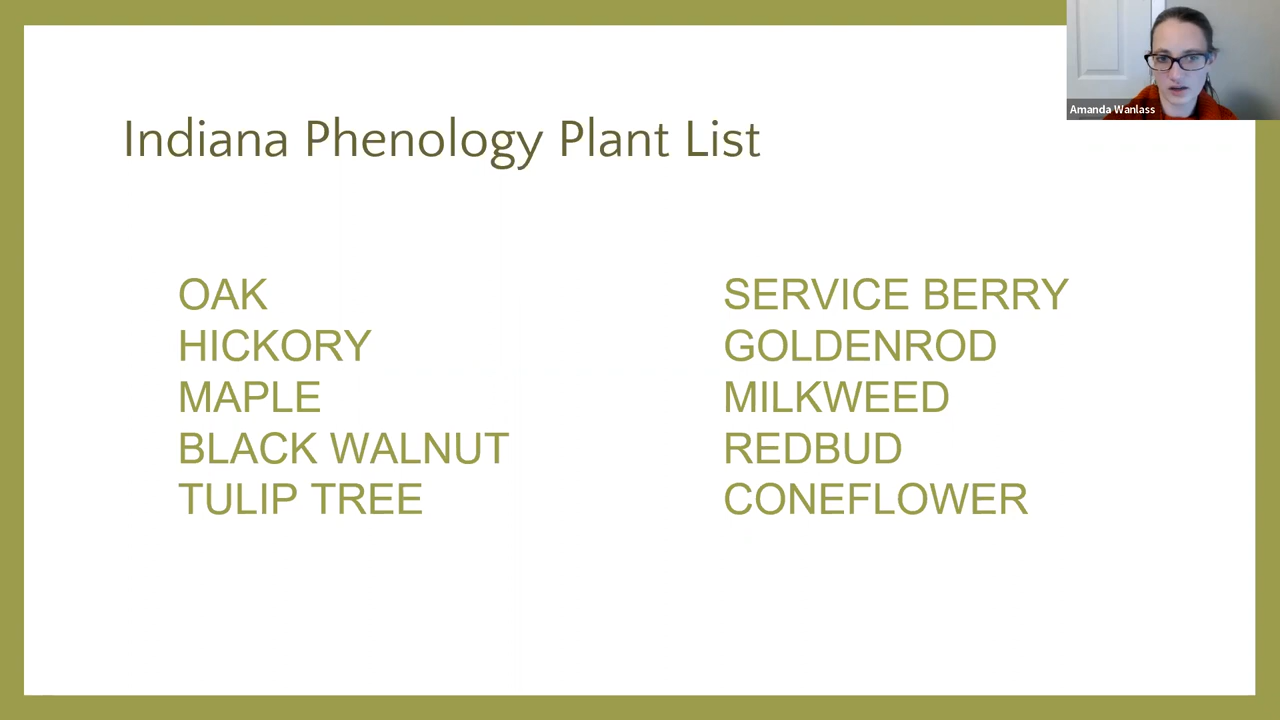 Amanda Wanlass
Indiana Phenology Plant List
OAK
HICKORY
MAPLE
BLACK WALNUT
TULIP TREE
SERVICE BERRY
GOLDENROD
MILKWEED
REDBUD
CONEFLOWER